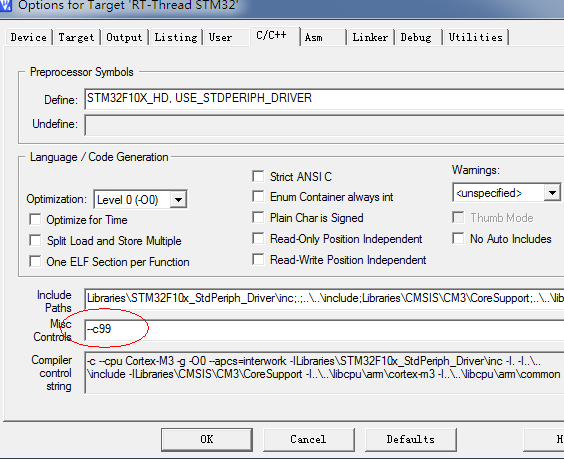 Options for Target 'RT-Thread STM32'
Device Target Output Listing User C/C++ Asm Linker Debug Utilities
Preprocessor Symbols
Define: STM32F10X_HD, USE_STDPERIPH_DRIVER
Undefine:
Language / Code Generation
Strict ANSI C
Warnings:
Optimization: Level 0 (-O0)
Enum Container always int
<unspecified>
Optimize for Time
Plain Char is Signed
Thumb Mode
Split Load and Store Multiple
Read-Only Position Independent
No Auto Includes
One ELF Section per Function
Read-Write Position Independent
Include
Paths
Libraries\STM32F10x_StdPeriph_Driver\inc;.;..\..\include;Libraries\CMSIS\CM3\CoreSupport;..\..\lib
Misc
Controls
--c99
Compiler
control
string
-c --cpu Cortex-M3 -g -O0 --apcs=interwork -ILibraries\STM32F10x_StdPeriph_Driver\inc -I. -I..\..
\include -ILibraries\CMSIS\CM3\CoreSupport -I..\..\libcpu\arm\cortex-m3 -I..\..\libcpu\arm\common
OK Cancel Defaults H